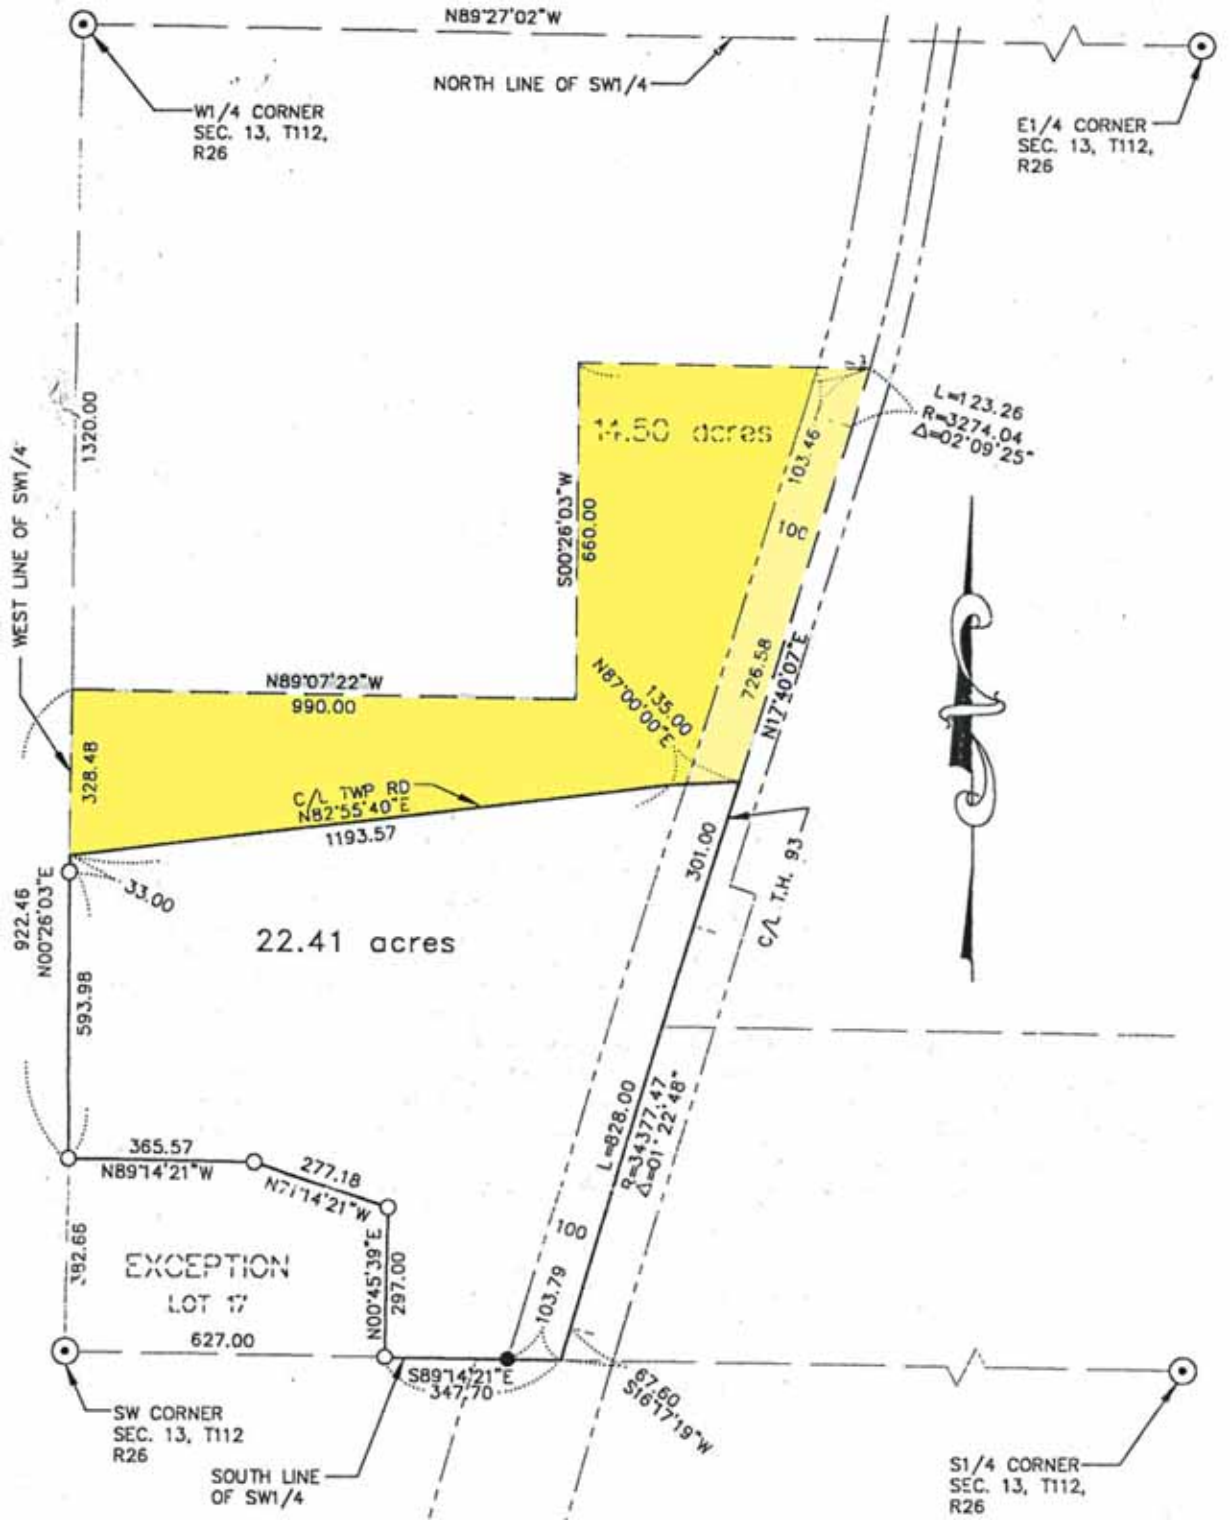 N89°27'02"W
NORTH LINE OF SW1/4
W1/4 CORNER
SEC. 13, T112,
R26
E1/4 CORNER
SEC. 13, T112,
R26
1320.00
WEST LINE OF SW1/4
14.50 acres
L=123.26
R=3274.04
Δ=02°09'25"
103.46
100
S00°26'03"W
660.00
N89°07'22"W
990.00
N87°00'00"E
135.00
726.58
N17°40'07"E
328.48
C/L TWP RD
N82°55'40"E
1193.57
33.00
922.46
N00°26'03"E
593.98
22.41 acres
301.00
C/L T.H. 93
L=828.00
R=34377.47
Δ=01°22'48"
365.57
N89°14'21"W
277.18
N71°14'21"W
382.66
EXCEPTION
LOT 17
627.00
N00°45'39"E
297.00
100
103.79
S89°14'21"E
347.70
67.60
S16°17'19"W
SW CORNER
SEC. 13, T112
R26
SOUTH LINE
OF SW1/4
S1/4 CORNER
SEC. 13, T112,
R26